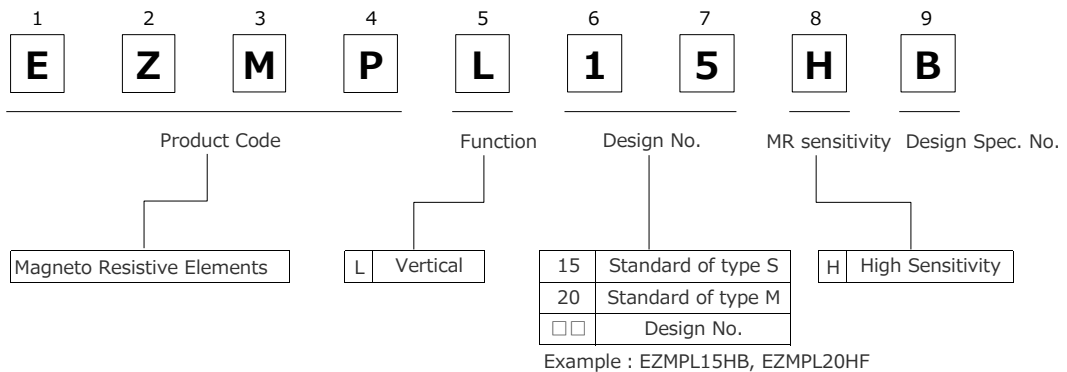 1 2 3 4 5 6 7 8 9
E Z M P L 1 5 H B
Product Code Function Design No. MR sensitivity Design Spec. No.
Magneto Resistive Elements L Vertical 15 Standard of type S H High Sensitivity
20 Standard of type M
□□ Design No.
Example : EZMPL15HB, EZMPL20HF